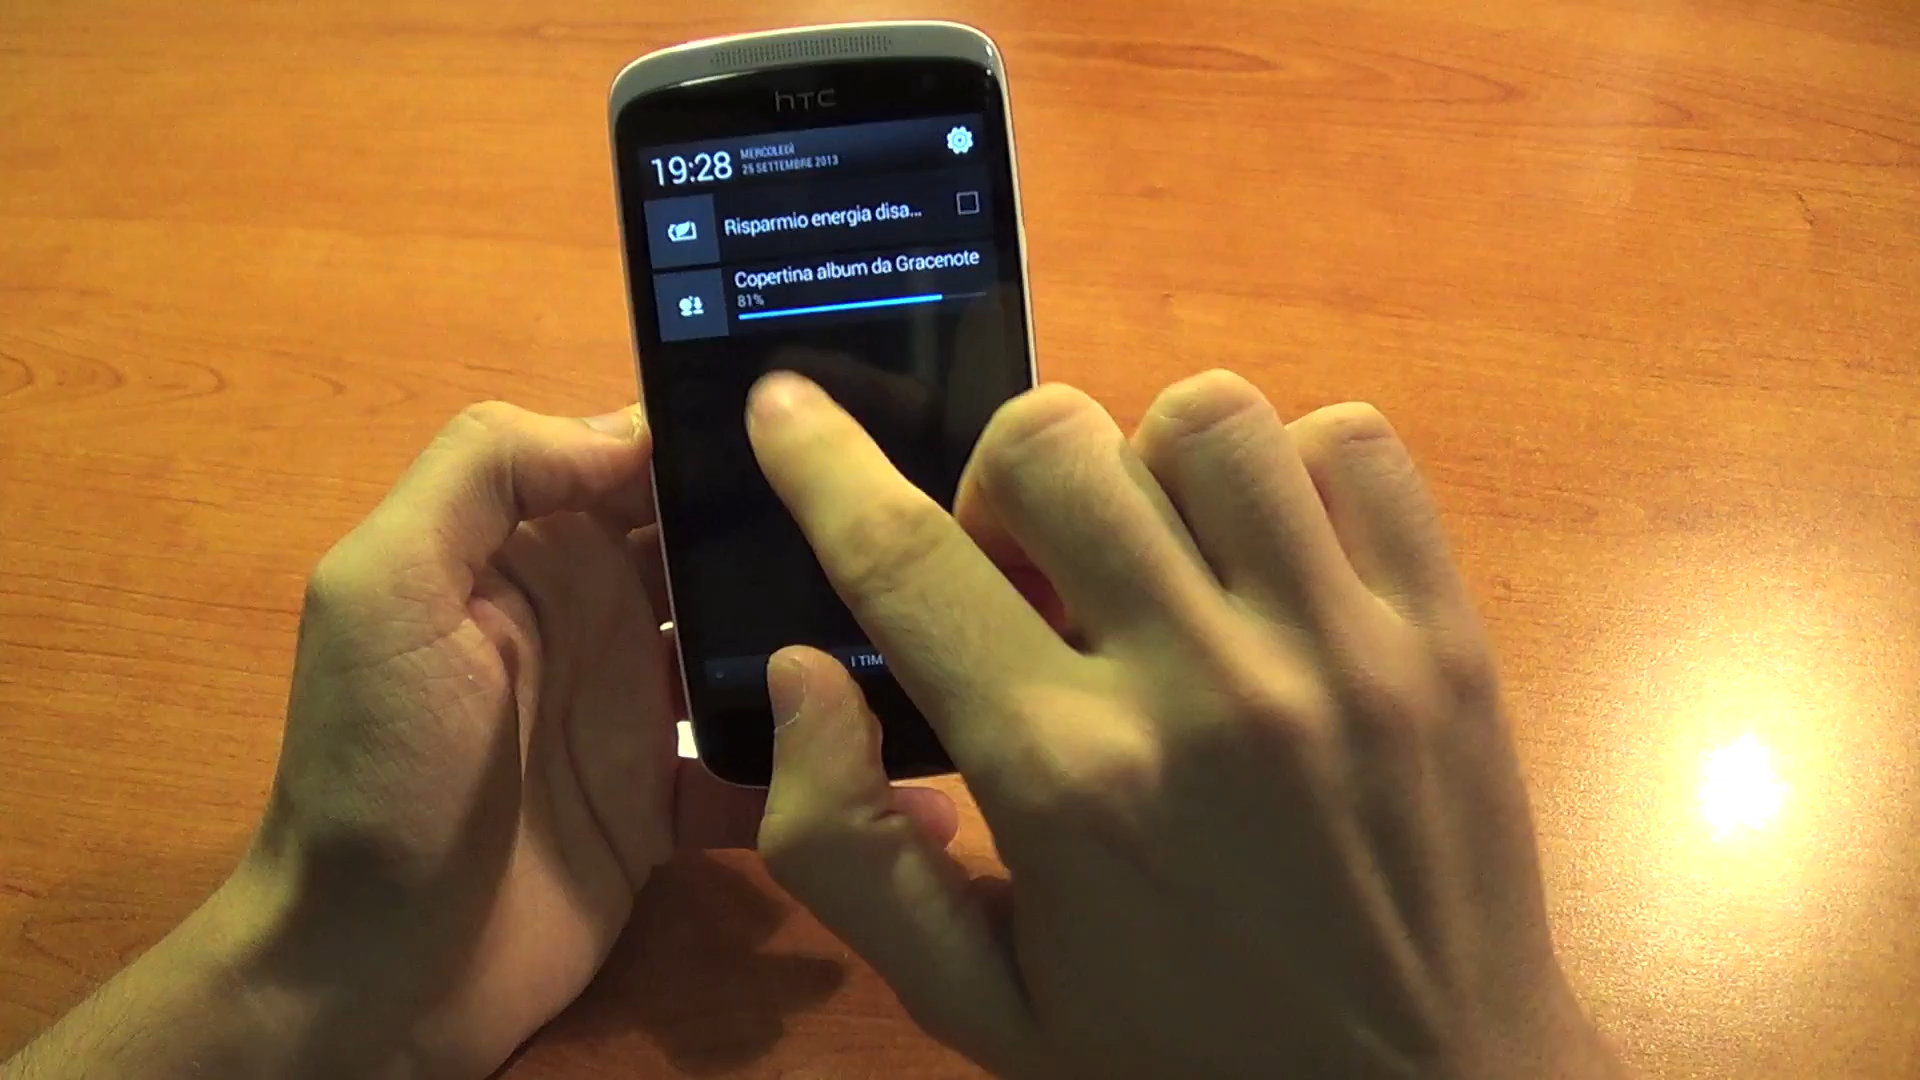 hTC
19:28
MERCOLEDÌ
25 SETTEMBRE 2013
Risparmio energia disa...
Copertina album da Gracenote
81%
I TIM